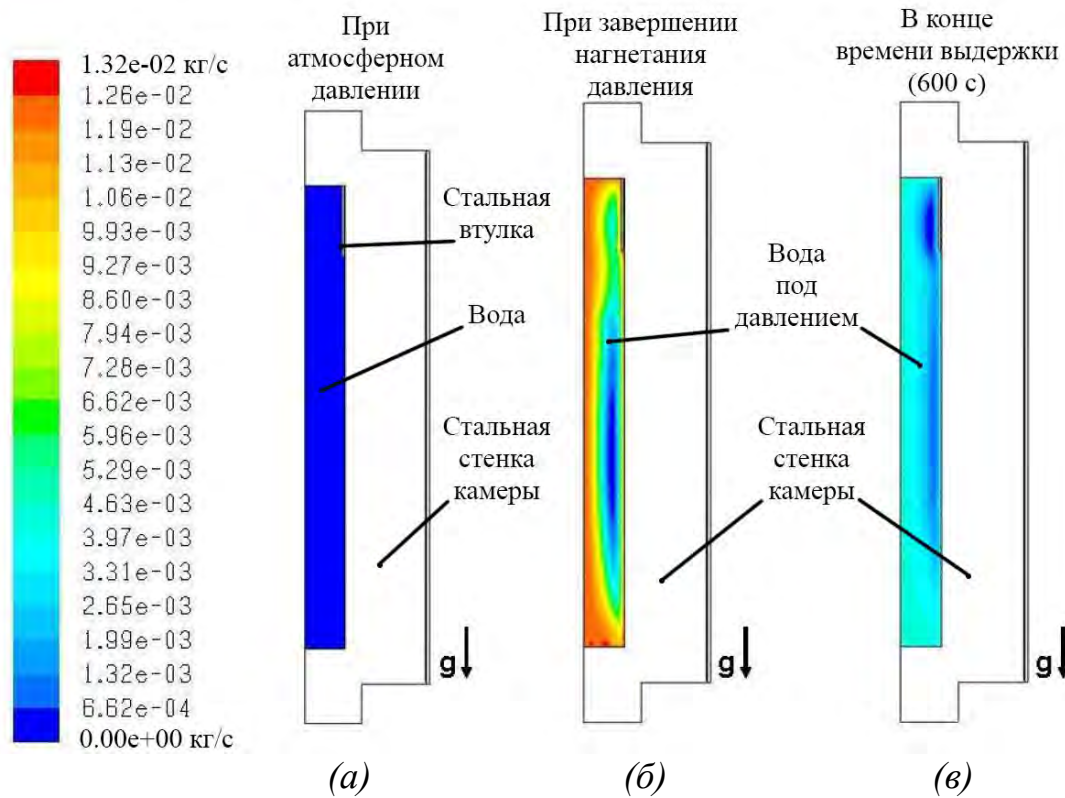 1.32e-02 кг/с
1.26e-02
1.19e-02
1.13e-02
1.06e-02
9.93e-03
9.27e-03
8.60e-03
7.94e-03
7.28e-03
6.62e-03
5.96e-03
5.29e-03
4.63e-03
3.97e-03
3.31e-03
2.65e-03
1.99e-03
1.32e-03
6.62e-04
0.00e+00 кг/с
При
атмосферном
давлении
Стальная
втулка
Вода
Стальная
стенка
камеры
g
(а)
При завершении
нагнетания
давления
Вода
под
давлением
Стальная
стенка
камеры
g
(б)
В конце
времени выдержки
(600 с)
g
(в)